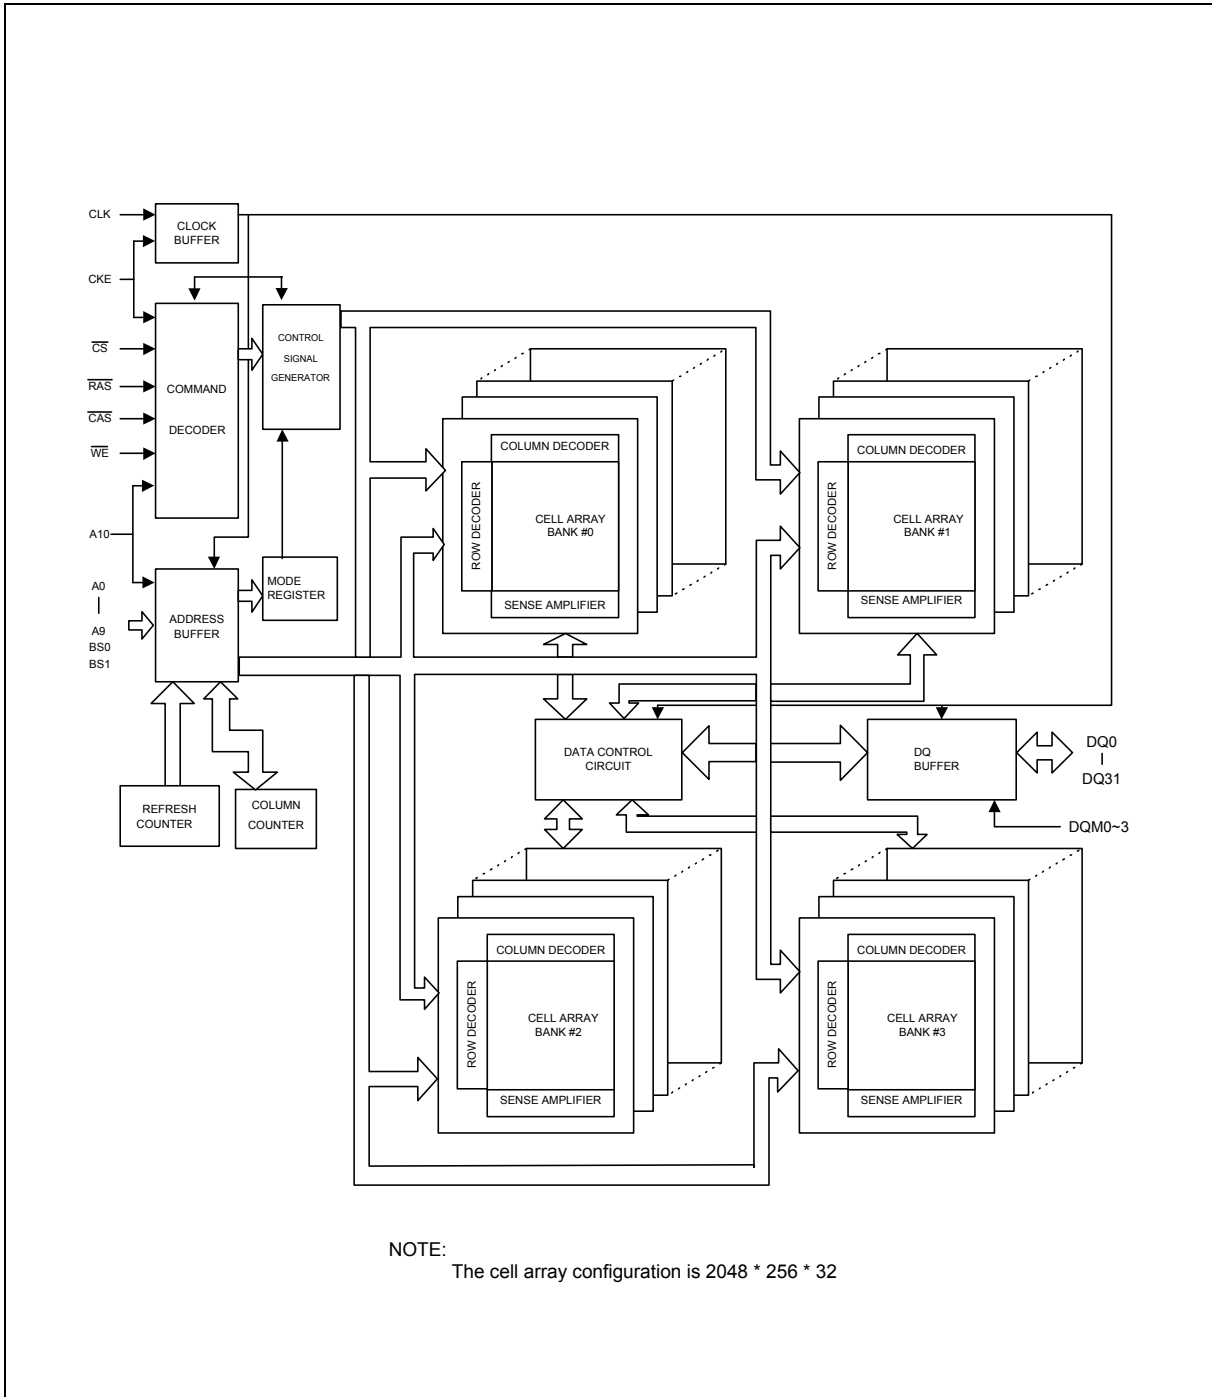 CLK
CLOCK
BUFFER
CKE
CONTROL
SIGNAL
GENERATOR
C̅S̅
R̅A̅S̅
COMMAND
C̅A̅S̅
DECODER
W̅E̅
A10
A0
|
A9
BS0
BS1
ADDRESS
BUFFER
MODE
REGISTER
REFRESH
COUNTER
COLUMN
COUNTER
COLUMN DECODER
ROW DECODER
CELL ARRAY
BANK #0
SENSE AMPLIFIER
COLUMN DECODER
ROW DECODER
CELL ARRAY
BANK #1
SENSE AMPLIFIER
DATA CONTROL
CIRCUIT
DQ
BUFFER
DQ0
|
DQ31
DQM0~3
COLUMN DECODER
ROW DECODER
CELL ARRAY
BANK #2
SENSE AMPLIFIER
COLUMN DECODER
ROW DECODER
CELL ARRAY
BANK #3
SENSE AMPLIFIER
NOTE:
The cell array configuration is 2048 * 256 * 32